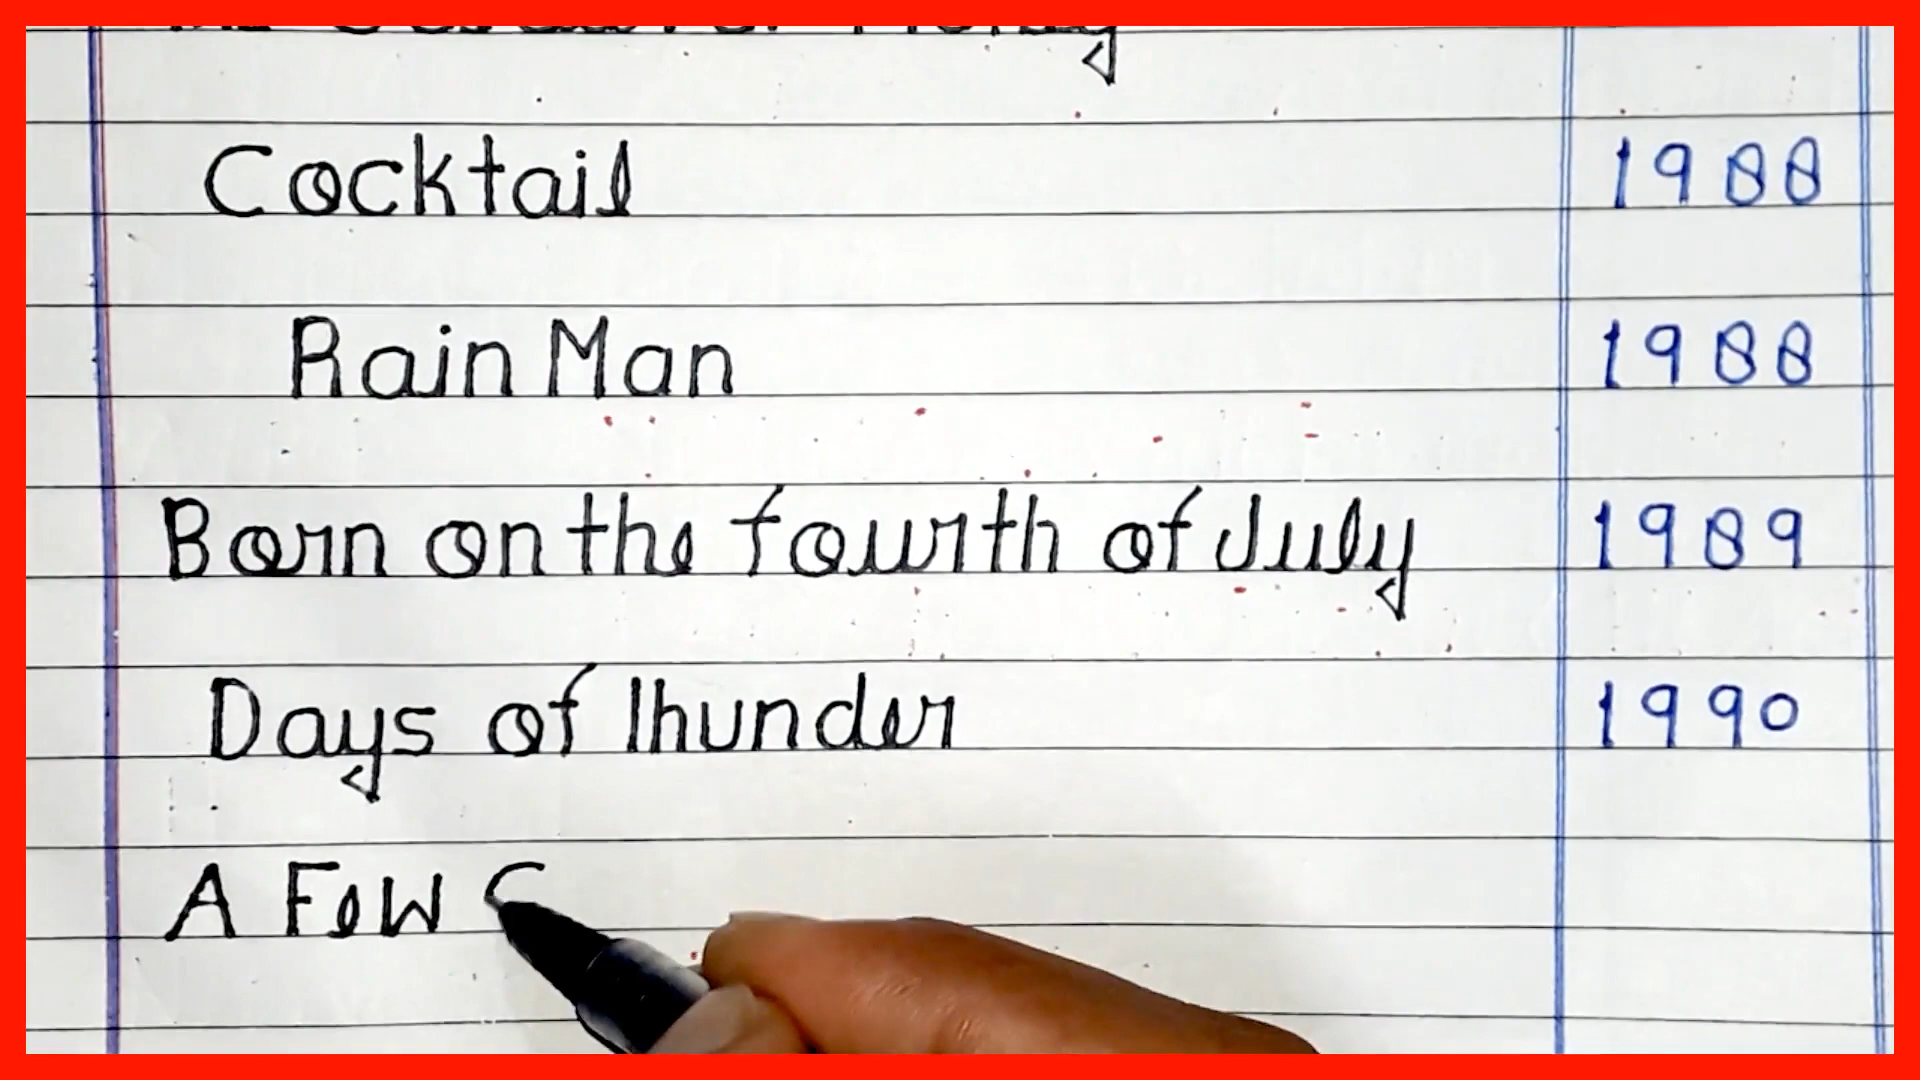 Cocktail 1988
Rain Man 1988
Born on the fourth of July 1989
Days of Thunder 1990
A Few